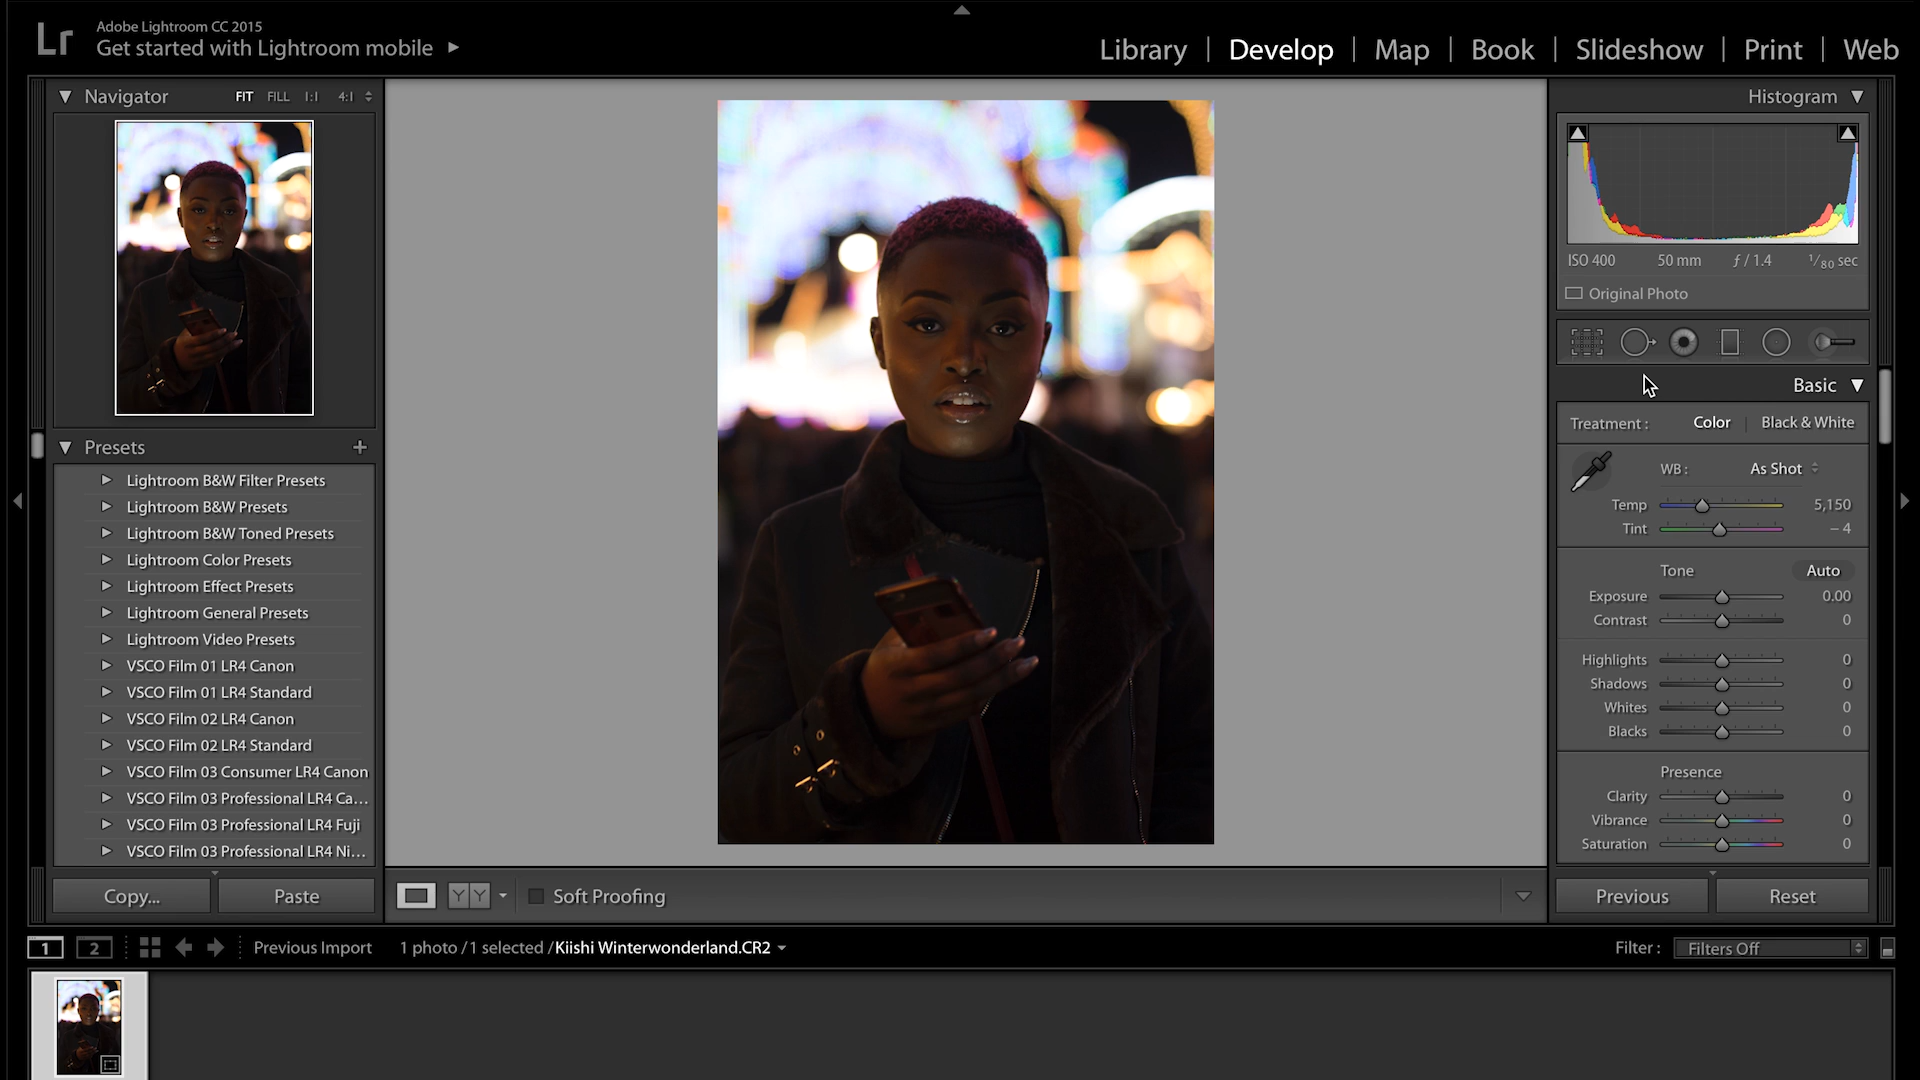 Lr
Adobe Lightroom CC 2015
Get started with Lightroom mobile
Library | Develop | Map | Book | Slideshow | Print | Web
Navigator FIT FILL 1:1 4:1
Presets +
Lightroom B&W Filter Presets
Lightroom B&W Presets
Lightroom B&W Toned Presets
Lightroom Color Presets
Lightroom Effect Presets
Lightroom General Presets
Lightroom Video Presets
VSCO Film 01 LR4 Canon
VSCO Film 01 LR4 Standard
VSCO Film 02 LR4 Canon
VSCO Film 02 LR4 Standard
VSCO Film 03 Consumer LR4 Canon
VSCO Film 03 Professional LR4 Ca...
VSCO Film 03 Professional LR4 Fuji
VSCO Film 03 Professional LR4 Ni...
Copy... Paste
YY Soft Proofing
Histogram
ISO 400 50 mm ƒ / 1.4 1/80 sec
Original Photo
Basic
Treatment : Color | Black & White
WB : As Shot
Temp 5,150
Tint – 4
Tone Auto
Exposure 0.00
Contrast 0
Highlights 0
Shadows 0
Whites 0
Blacks 0
Presence
Clarity 0
Vibrance 0
Saturation 0
Previous Reset
1 2 Previous Import 1 photo / 1 selected / Kiishi Winterwonderland.CR2 Filter : Filters Off